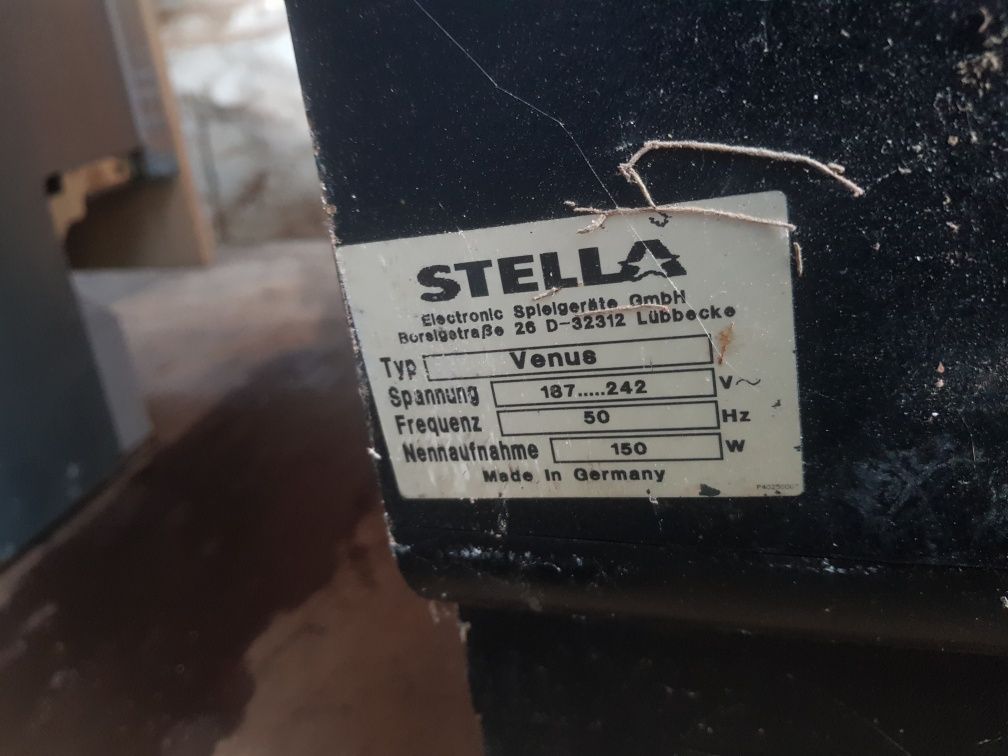 STELLA
Electronic Spielgeräte GmbH
Borsigstraße 26 D-32312 Lübbecke
Typ Venus
Spannung 187.....242 V~
Frequenz 50 Hz
Nennaufnahme 150 W
Made In Germany